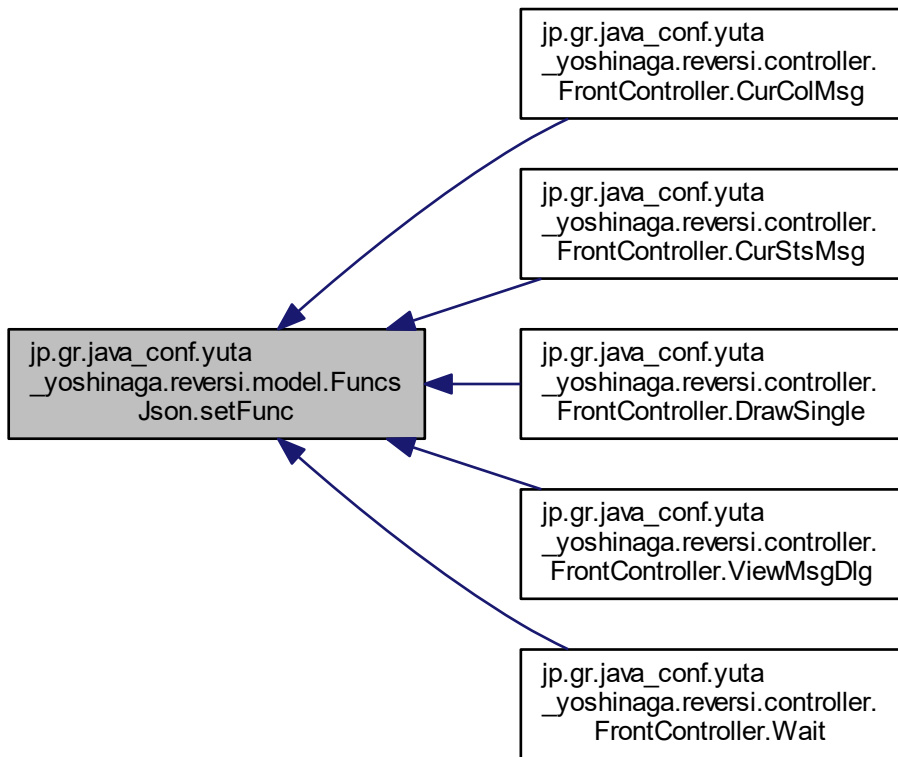 jp.gr.java_conf.yuta
_yoshinaga.reversi.controller.
FrontController.CurColMsg
jp.gr.java_conf.yuta
_yoshinaga.reversi.controller.
FrontController.CurStsMsg
jp.gr.java_conf.yuta
_yoshinaga.reversi.model.Funcs
Json.setFunc
jp.gr.java_conf.yuta
_yoshinaga.reversi.controller.
FrontController.DrawSingle
jp.gr.java_conf.yuta
_yoshinaga.reversi.controller.
FrontController.ViewMsgDlg
jp.gr.java_conf.yuta
_yoshinaga.reversi.controller.
FrontController.Wait